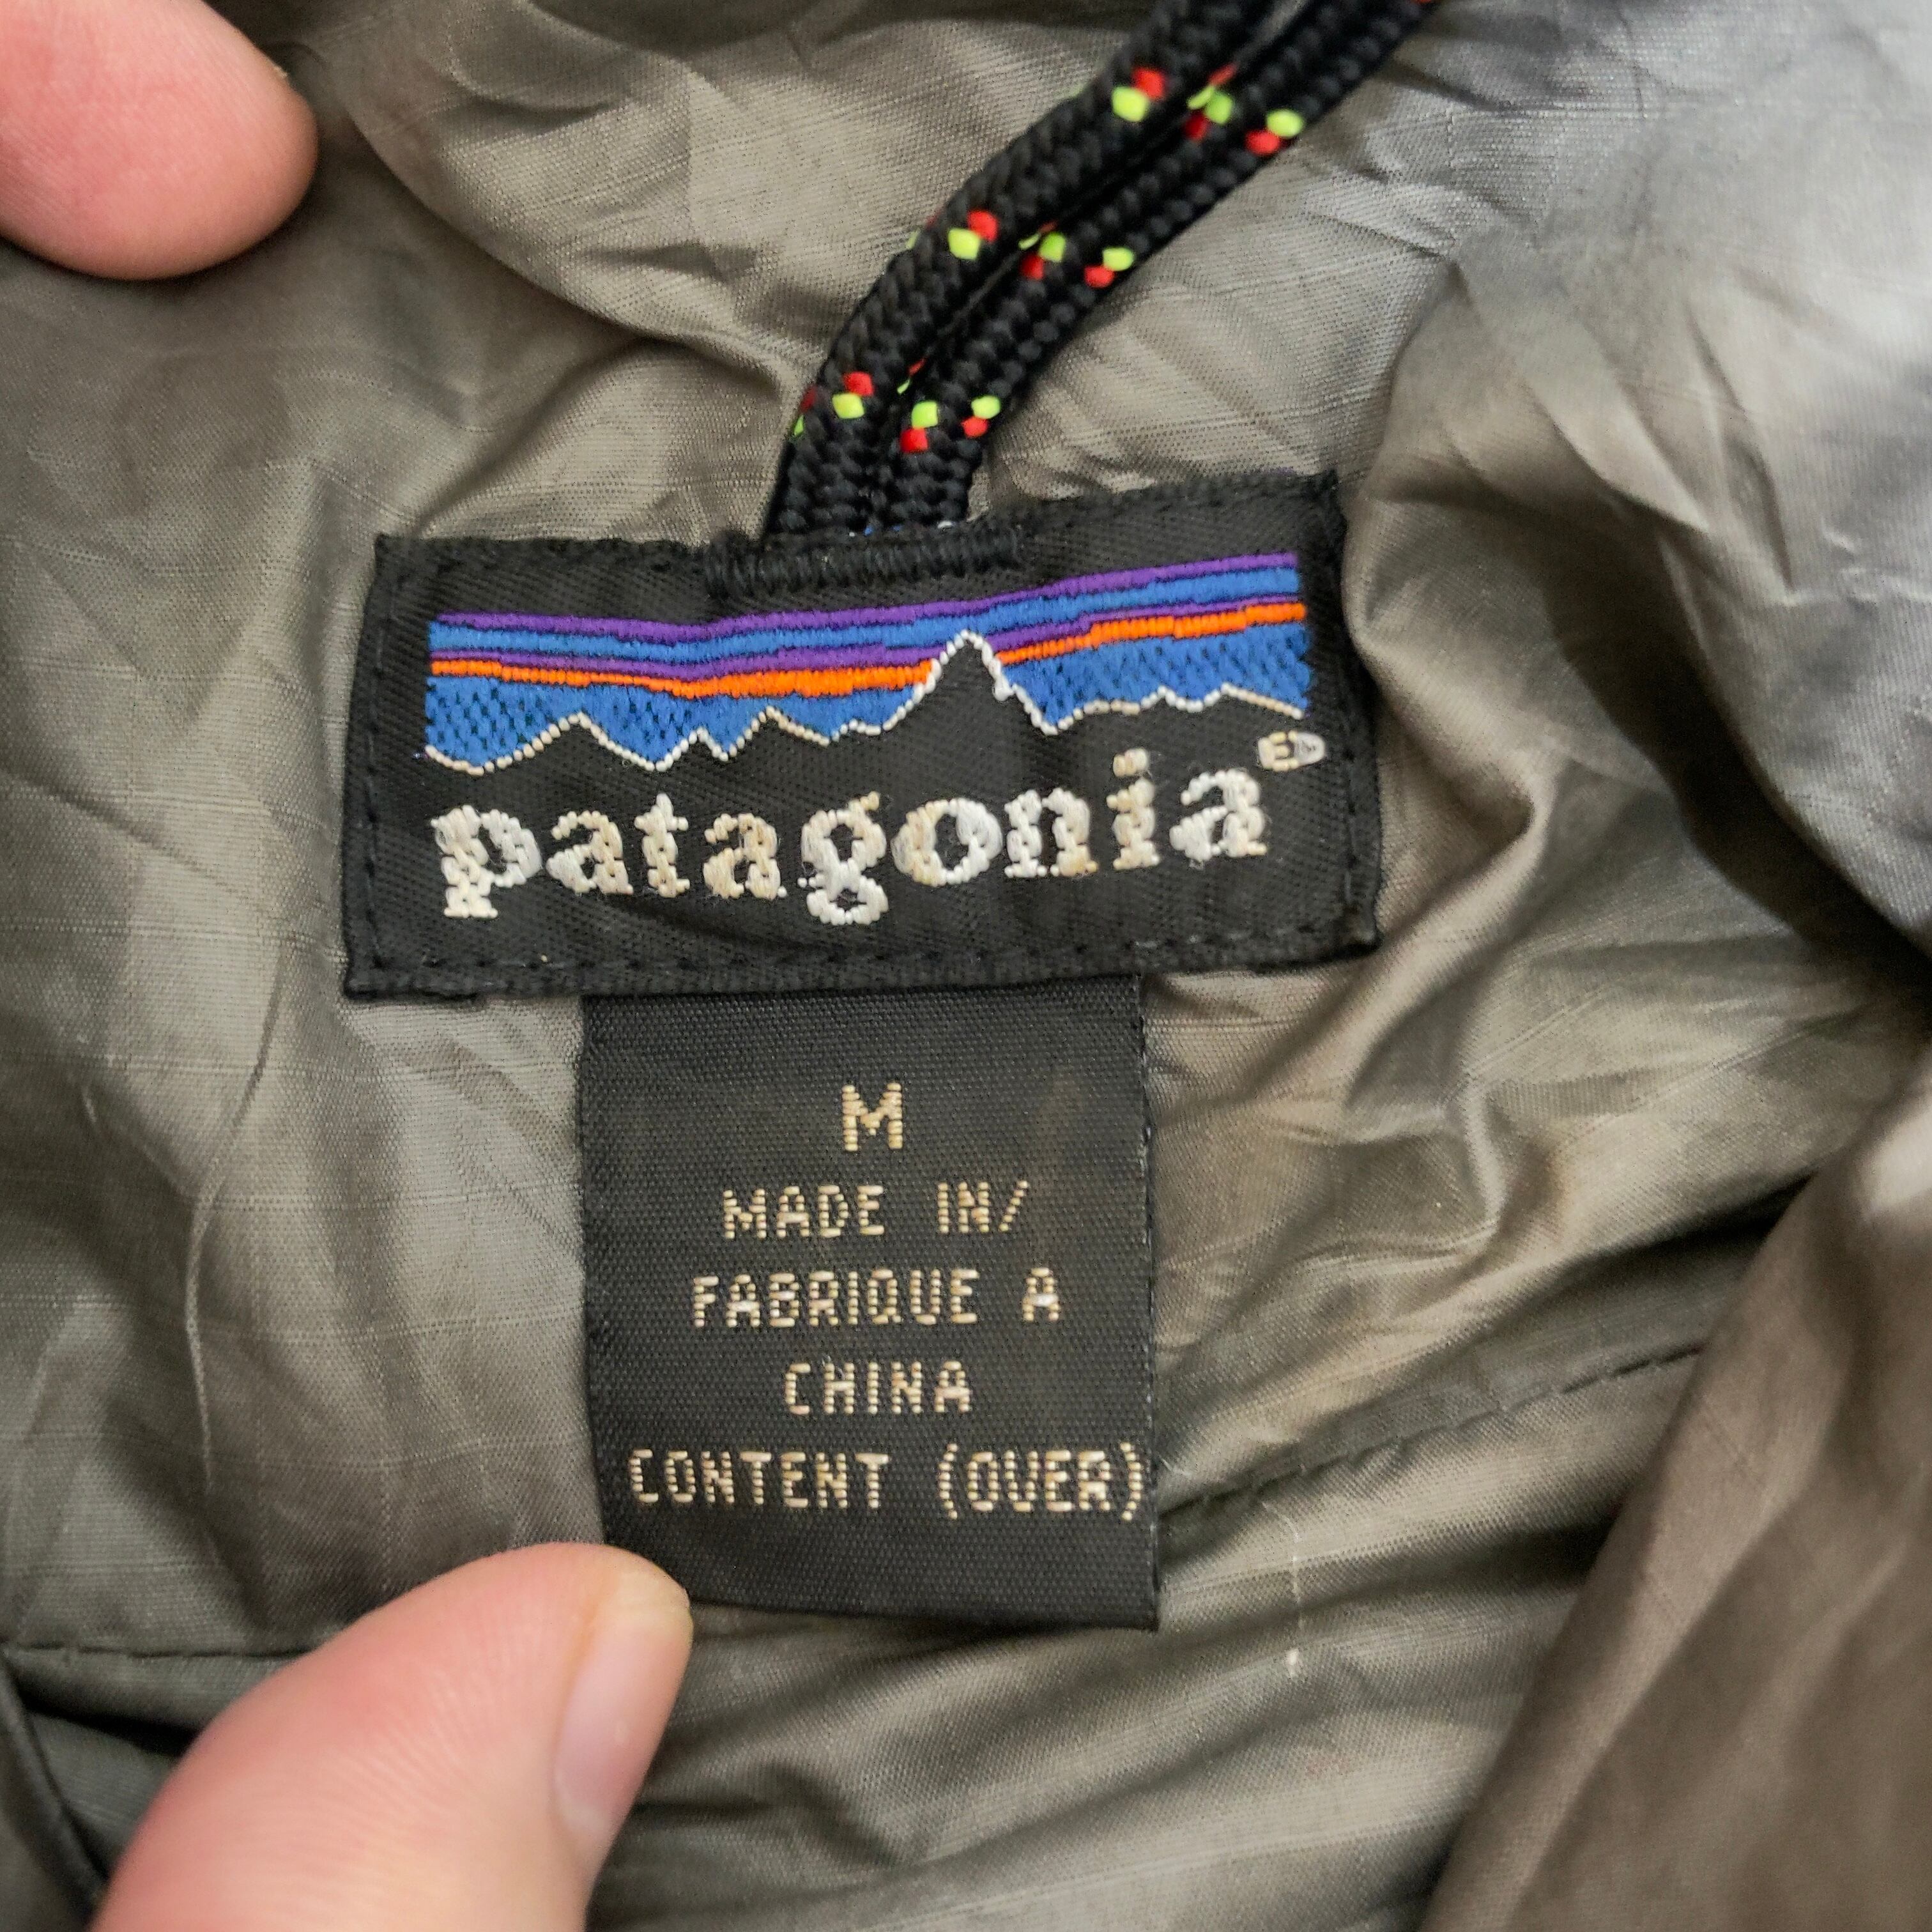 patagonia®
M
MADE IN/
FABRIQUE A
CHINA
CONTENT (OVER)